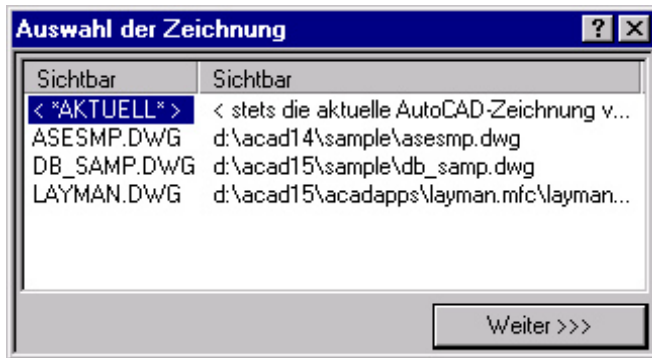 Auswahl der Zeichnung
Sichtbar Sichtbar
< *AKTUELL* > < stets die aktuelle AutoCAD-Zeichnung v...
ASESMP.DWG d:\acad14\sample\asesmp.dwg
DB_SAMP.DWG d:\acad15\sample\db_samp.dwg
LAYMAN.DWG d:\acad15\acadapps\layman.mfc\layman...
Weiter >>>